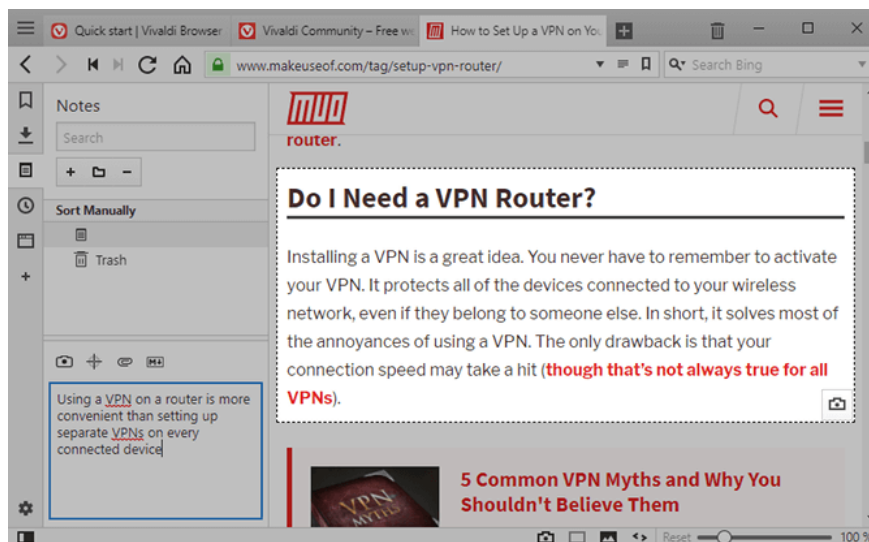 Quick start | Vivaldi Browser
Vivaldi Community – Free we
How to Set Up a VPN on You
www.makeuseof.com/tag/setup-vpn-router/
Search Bing
Notes
Search
Sort Manually
Trash
Using a VPN on a router is more
convenient than setting up
separate VPNs on every
connected device
MUO
router.
Do I Need a VPN Router?
Installing a VPN is a great idea. You never have to remember to activate
your VPN. It protects all of the devices connected to your wireless
network, even if they belong to someone else. In short, it solves most of
the annoyances of using a VPN. The only drawback is that your
connection speed may take a hit (though that's not always true for all
VPNs).
VPN
MYTHS
5 Common VPN Myths and Why You
Shouldn't Believe Them
Reset
100 %